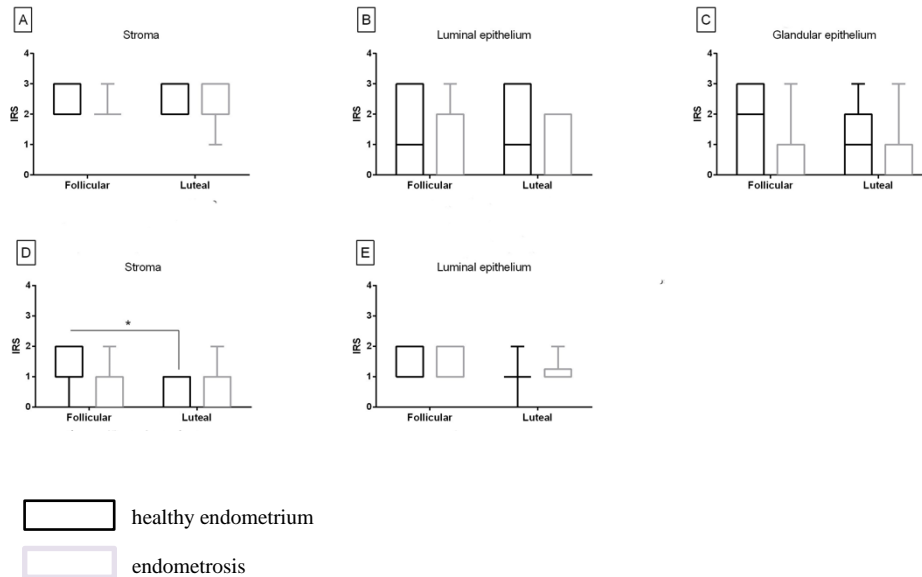 A
Stroma
4
3
2
1
0
IRS
Follicular
Luteal
B
Luminal epithelium
4
3
2
1
0
IRS
Follicular
Luteal
C
Glandular epithelium
4
3
2
1
0
IRS
Follicular
Luteal
D
Stroma
4
3
2
1
0
IRS
*
Follicular
Luteal
E
Luminal epithelium
4
3
2
1
0
IRS
Follicular
Luteal
healthy endometrium
endometrosis